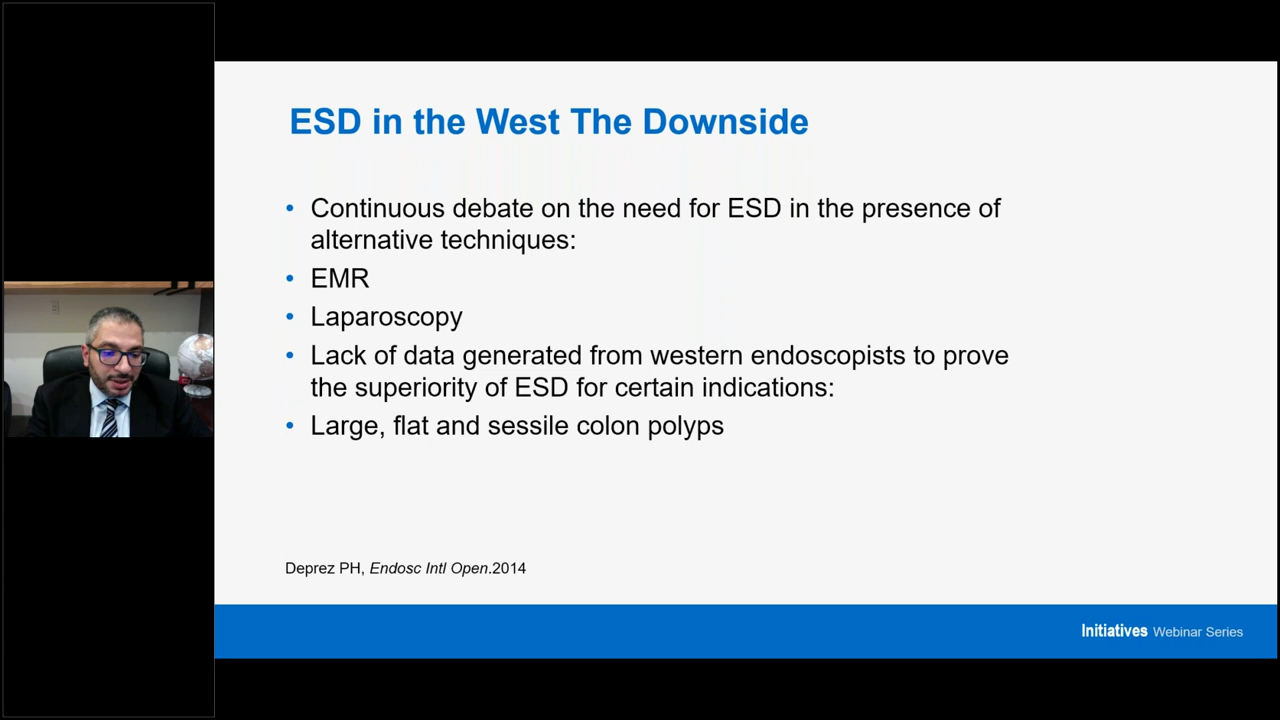 ESD in the West The Downside
• Continuous debate on the need for ESD in the presence of
alternative techniques:
• EMR
• Laparoscopy
• Lack of data generated from western endoscopists to prove
the superiority of ESD for certain indications:
• Large, flat and sessile colon polyps
Deprez PH, Endosc Intl Open.2014
Initiatives Webinar Series